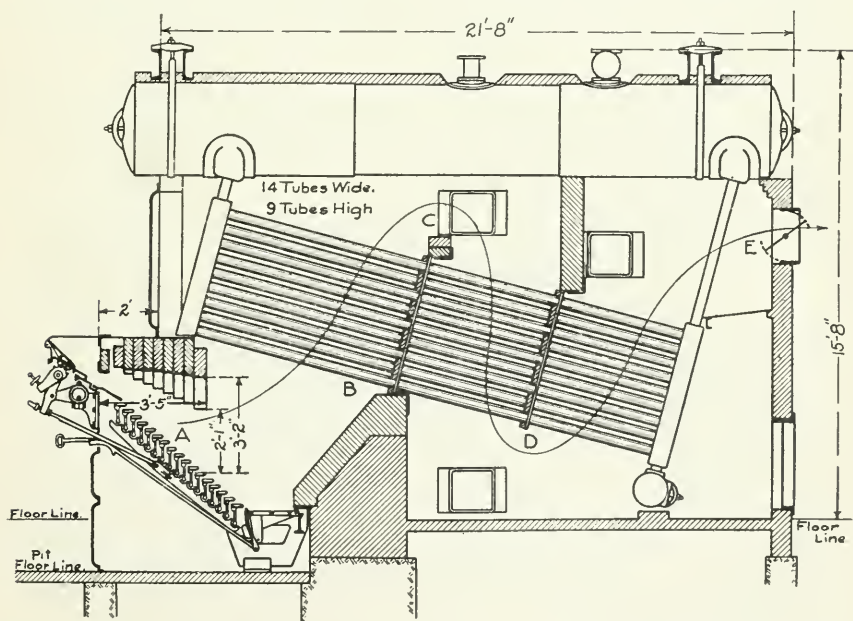 21'-8"
14 Tubes Wide.
9 Tubes High
C
E
2'
15'-8"
3'-5"
B
A
2'-1"
3'-2"
D
Floor Line.
Floor
Line
Pit
Floor Line.